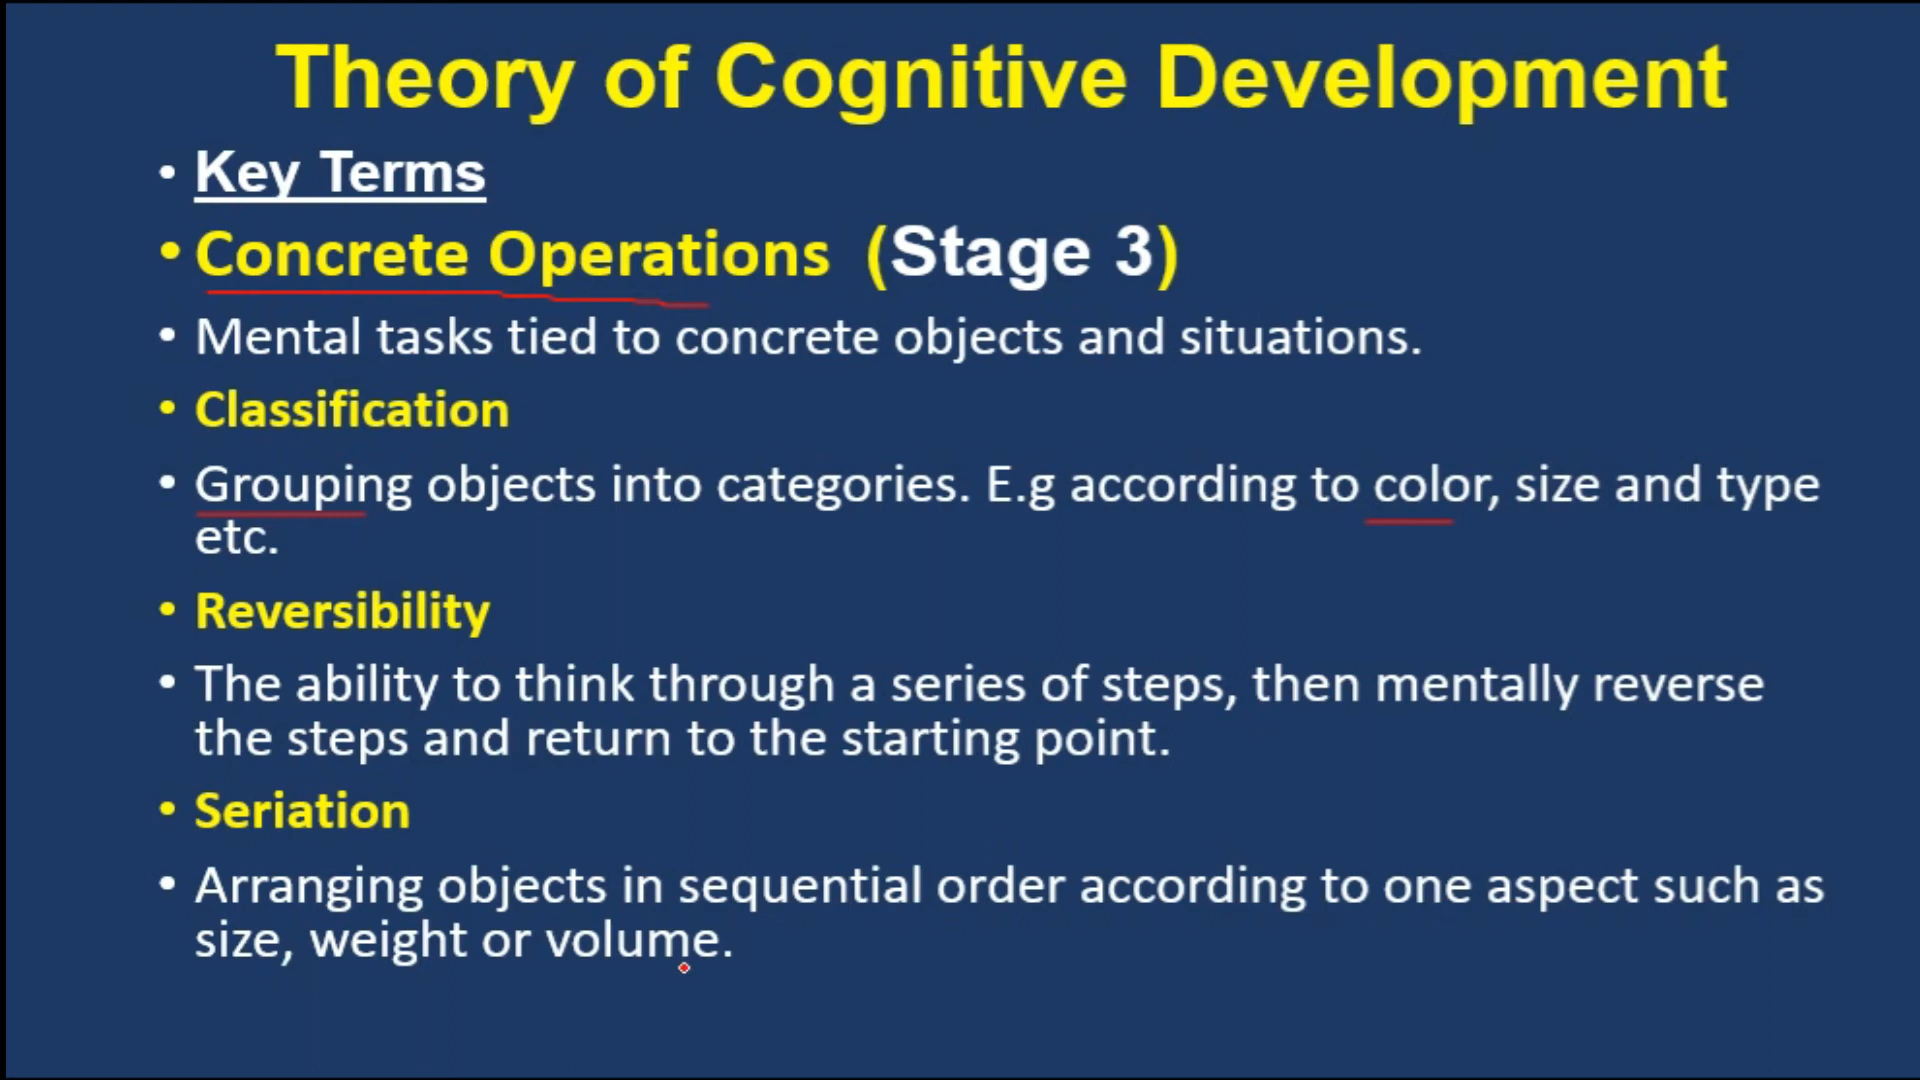 Theory of Cognitive Development
• Key Terms
• Concrete Operations (Stage 3)
• Mental tasks tied to concrete objects and situations.
• Classification
• Grouping objects into categories. E.g according to color, size and type
etc.
• Reversibility
• The ability to think through a series of steps, then mentally reverse
the steps and return to the starting point.
• Seriation
• Arranging objects in sequential order according to one aspect such as
size, weight or volume.